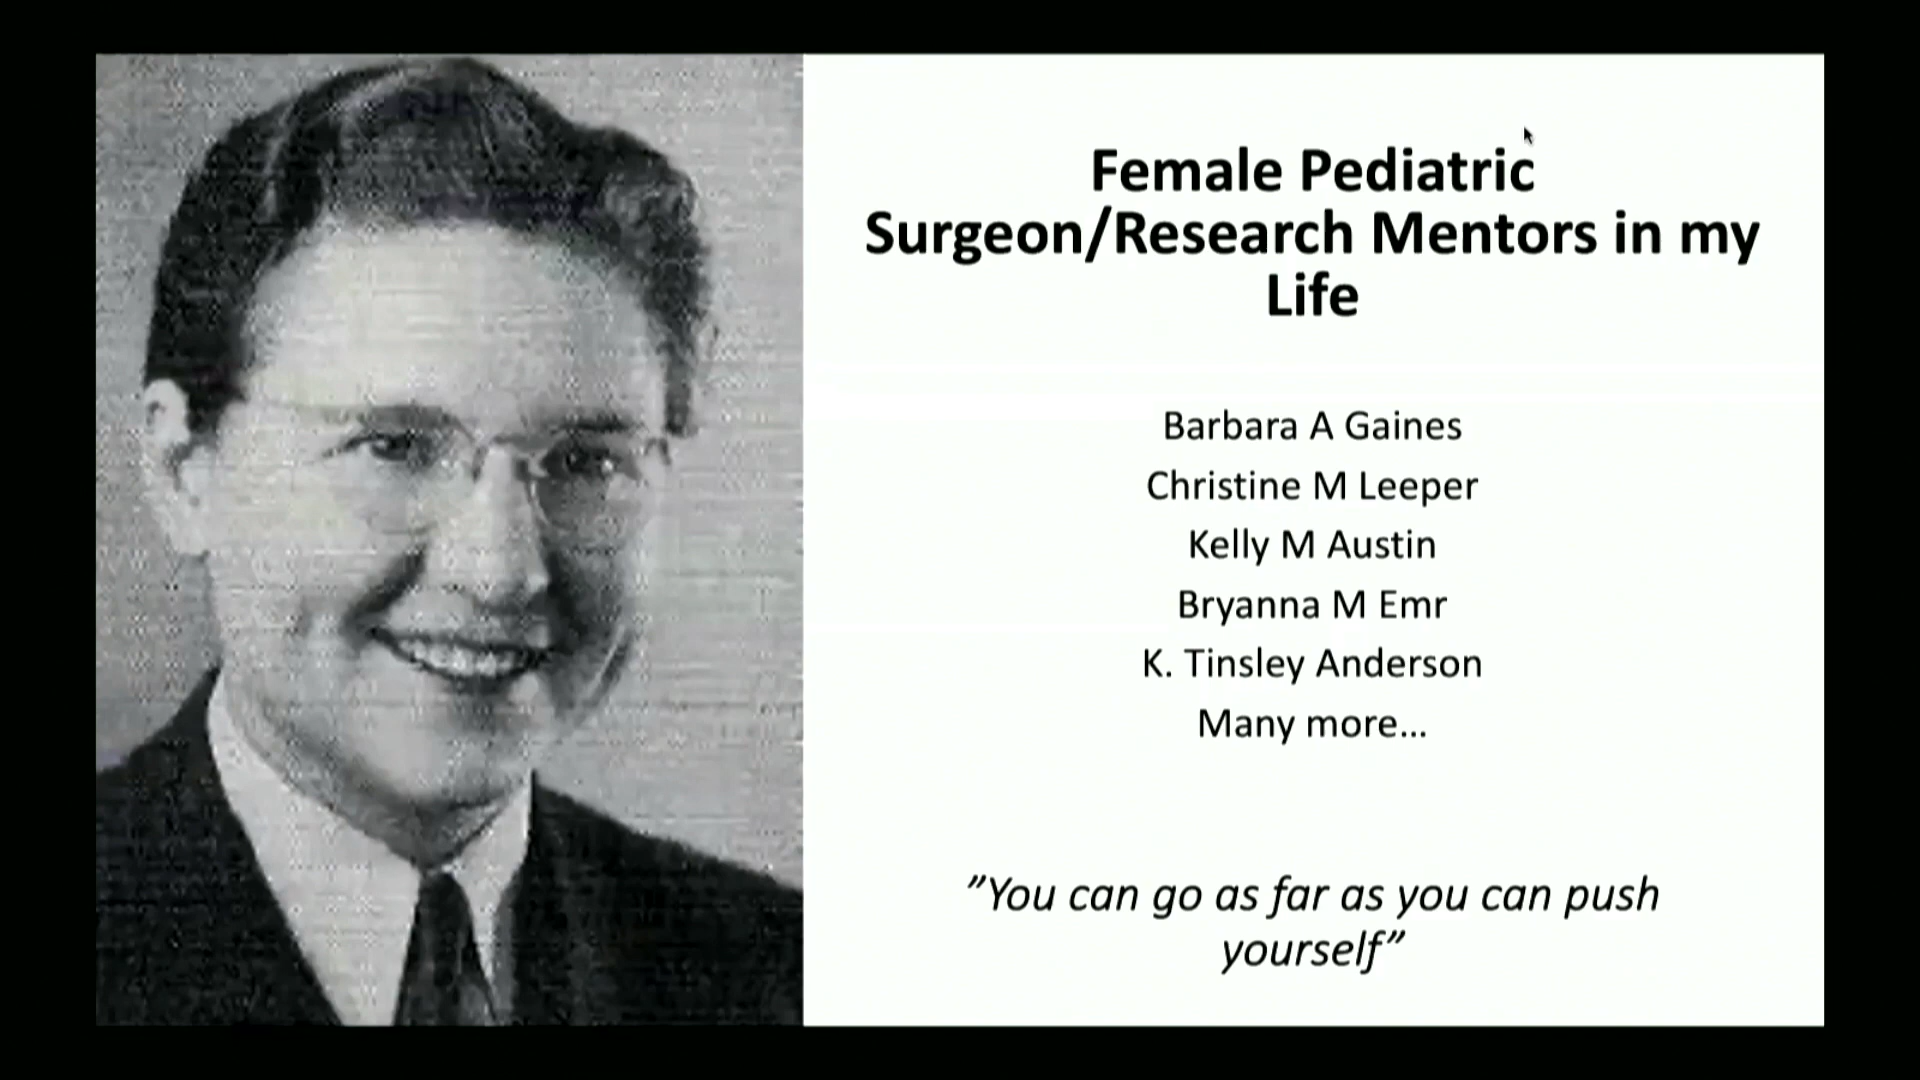 Female Pediatric
Surgeon/Research Mentors in my
Life
Barbara A Gaines
Christine M Leeper
Kelly M Austin
Bryanna M Emr
K. Tinsley Anderson
Many more...
”You can go as far as you can push
yourself”